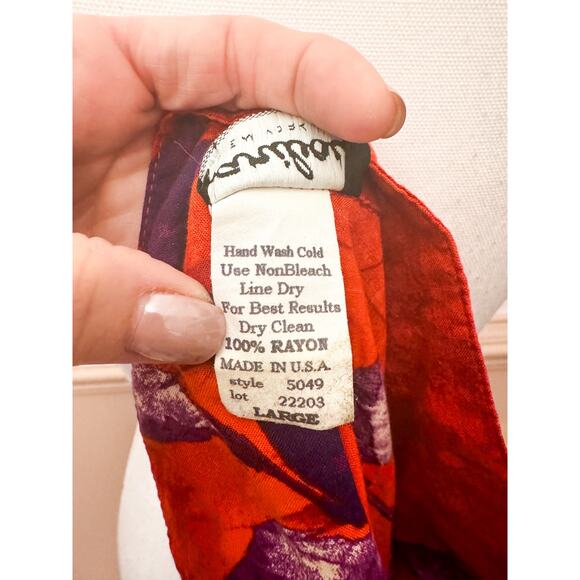 Hand Wash Cold
Use NonBleach
Line Dry
For Best Results
Dry Clean
100% RAYON
MADE IN U.S.A.
style 5049
lot 22203
LARGE